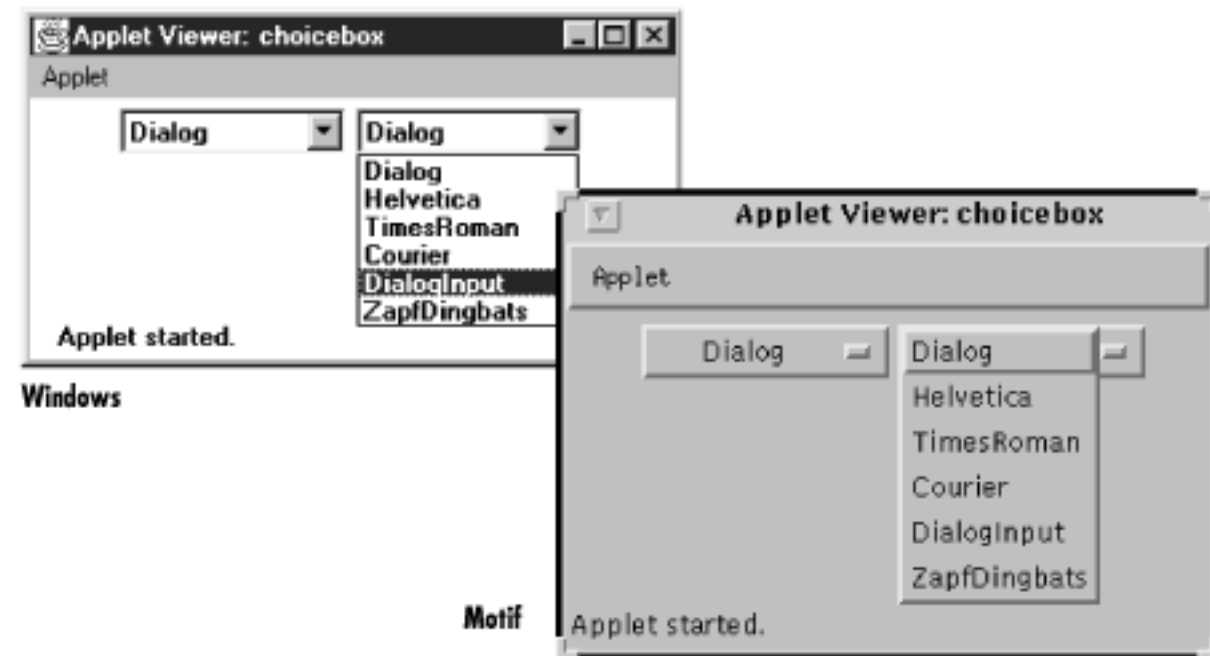 Applet Viewer: choicebox
Applet
Dialog Dialog
Dialog
Helvetica
TimesRoman
Courier
DialogInput
ZapfDingbats
Applet started.
Windows
Applet Viewer: choicebox
Applet
Dialog Dialog
Helvetica
TimesRoman
Courier
DialogInput
ZapfDingbats
Applet started.
Motif